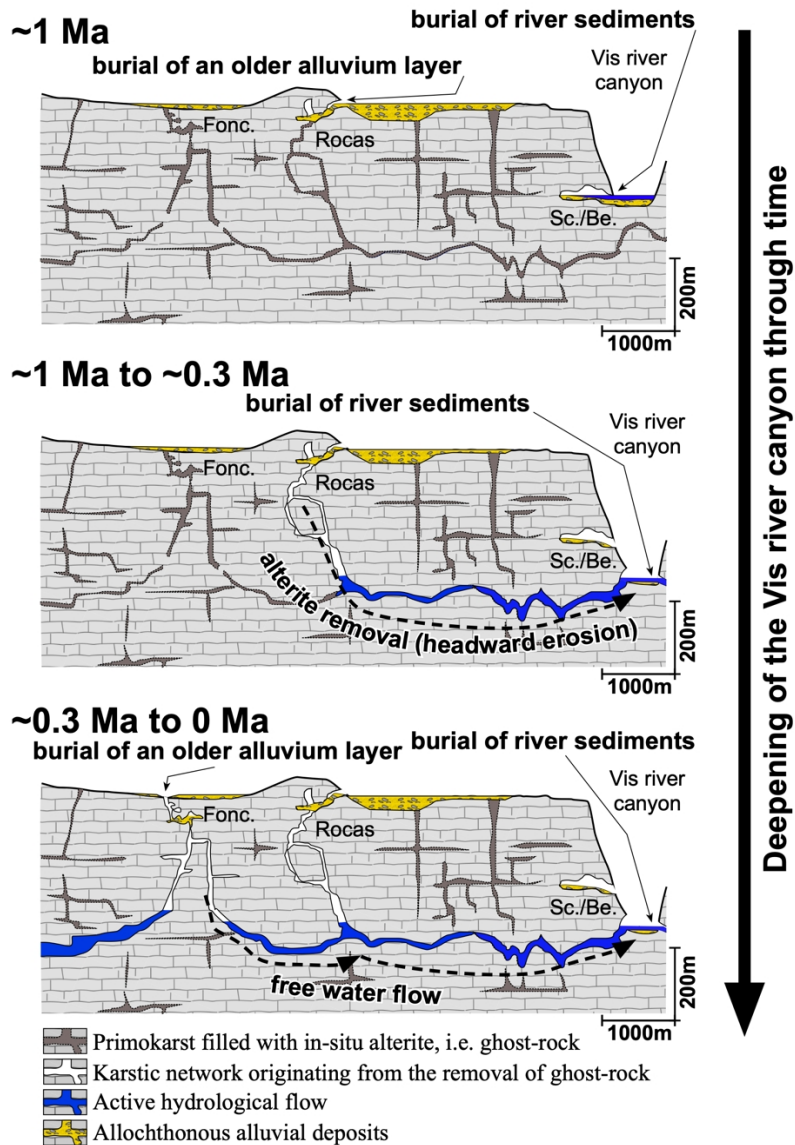 ~1 Ma
burial of river sediments
burial of an older alluvium layer
Vis river
canyon
Fonc.
Rocas
Sc./Be.
200m
1000m
~1 Ma to ~0.3 Ma
burial of river sediments
Vis river
canyon
Fonc.
Rocas
Sc./Be.
alterite removal (headward erosion)
200m
1000m
~0.3 Ma to 0 Ma
burial of an older alluvium layer
burial of river sediments
Vis river
canyon
Fonc.
Rocas
Sc./Be.
free water flow
200m
1000m
Deepening of the Vis river canyon through time
Primokarst filled with in-situ alterite, i.e. ghost-rock
Karstic network originating from the removal of ghost-rock
Active hydrological flow
Allochthonous alluvial deposits